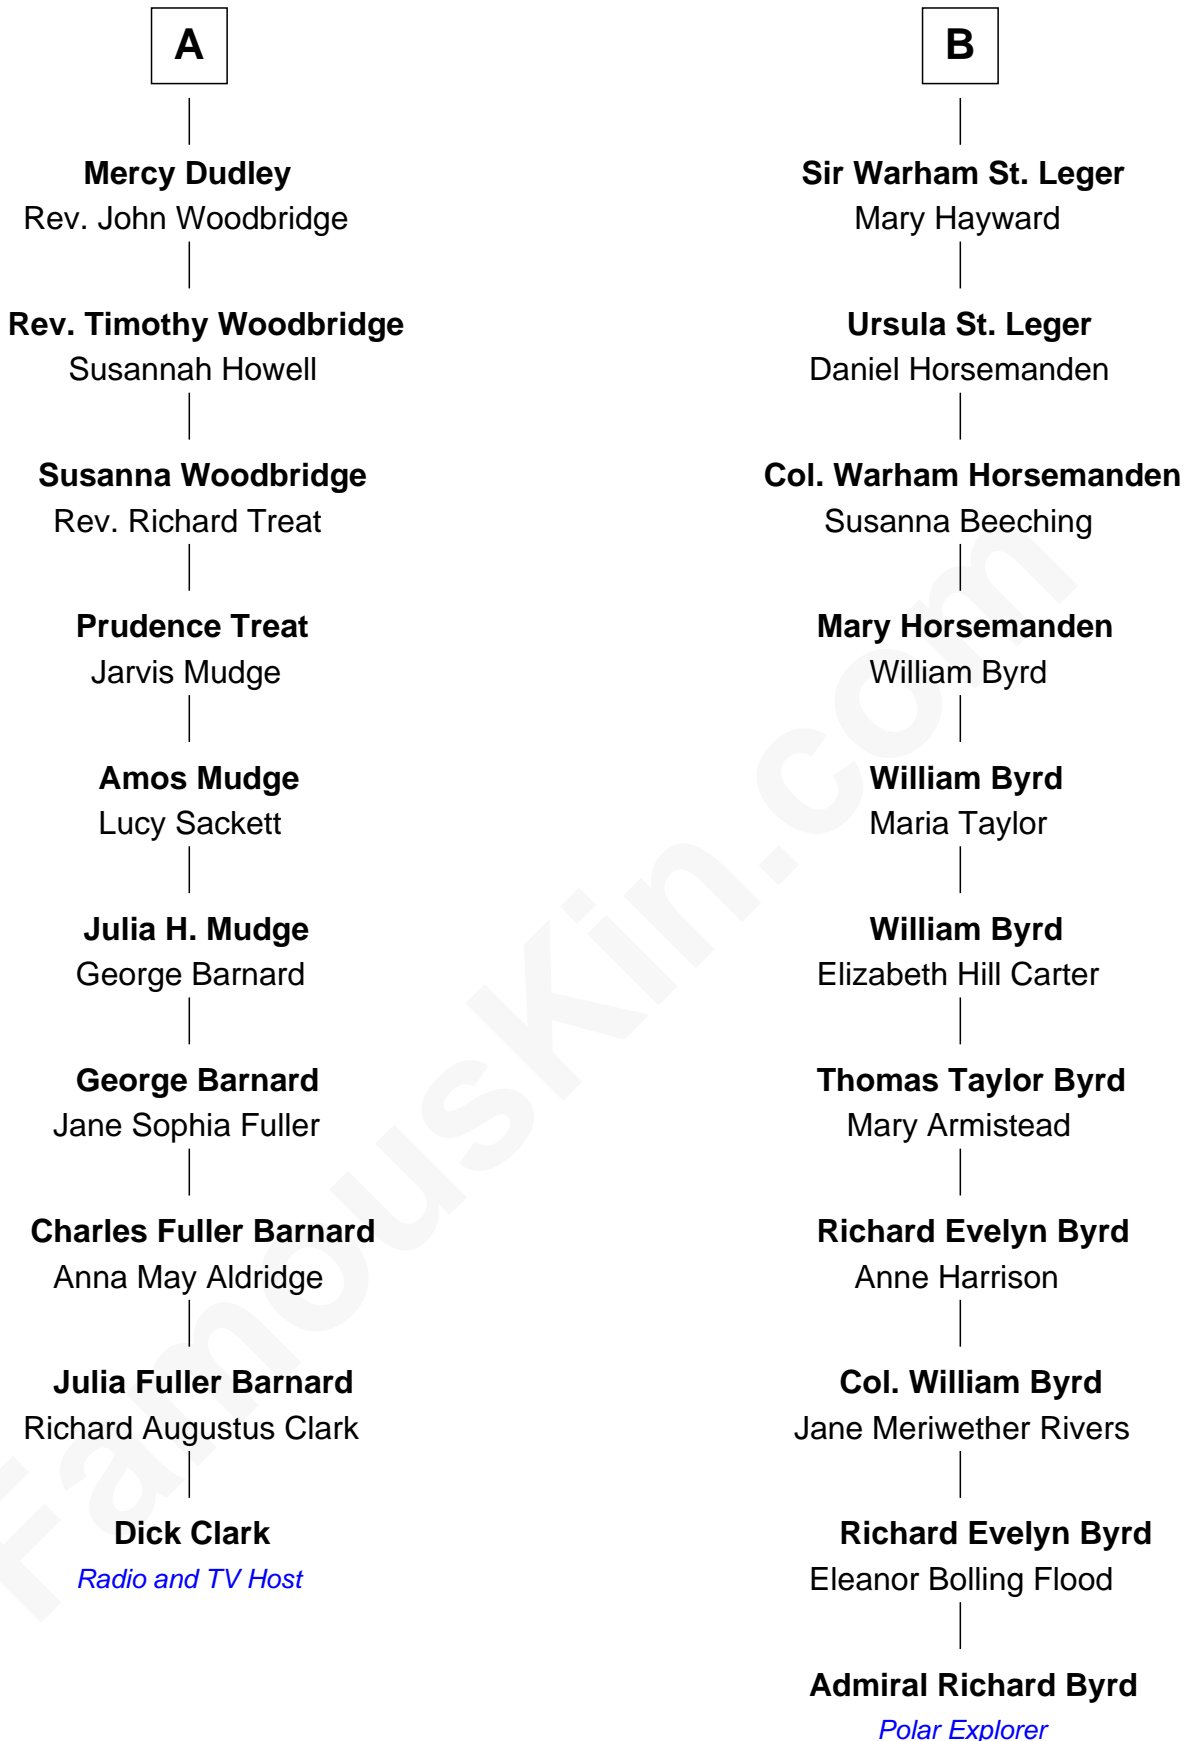 A
Mercy Dudley
Rev. John Woodbridge
Rev. Timothy Woodbridge
Susannah Howell
Susanna Woodbridge
Rev. Richard Treat
Prudence Treat
Jarvis Mudge
Amos Mudge
Lucy Sackett
Julia H. Mudge
George Barnard
George Barnard
Jane Sophia Fuller
Charles Fuller Barnard
Anna May Aldridge
Julia Fuller Barnard
Richard Augustus Clark
Dick Clark
Radio and TV Host
B
Sir Warham St. Leger
Mary Hayward
Ursula St. Leger
Daniel Horsemanden
Col. Warham Horsemanden
Susanna Beeching
Mary Horsemanden
William Byrd
William Byrd
Maria Taylor
William Byrd
Elizabeth Hill Carter
Thomas Taylor Byrd
Mary Armistead
Richard Evelyn Byrd
Anne Harrison
Col. William Byrd
Jane Meriwether Rivers
Richard Evelyn Byrd
Eleanor Bolling Flood
Admiral Richard Byrd
Polar Explorer
FamousKin.com